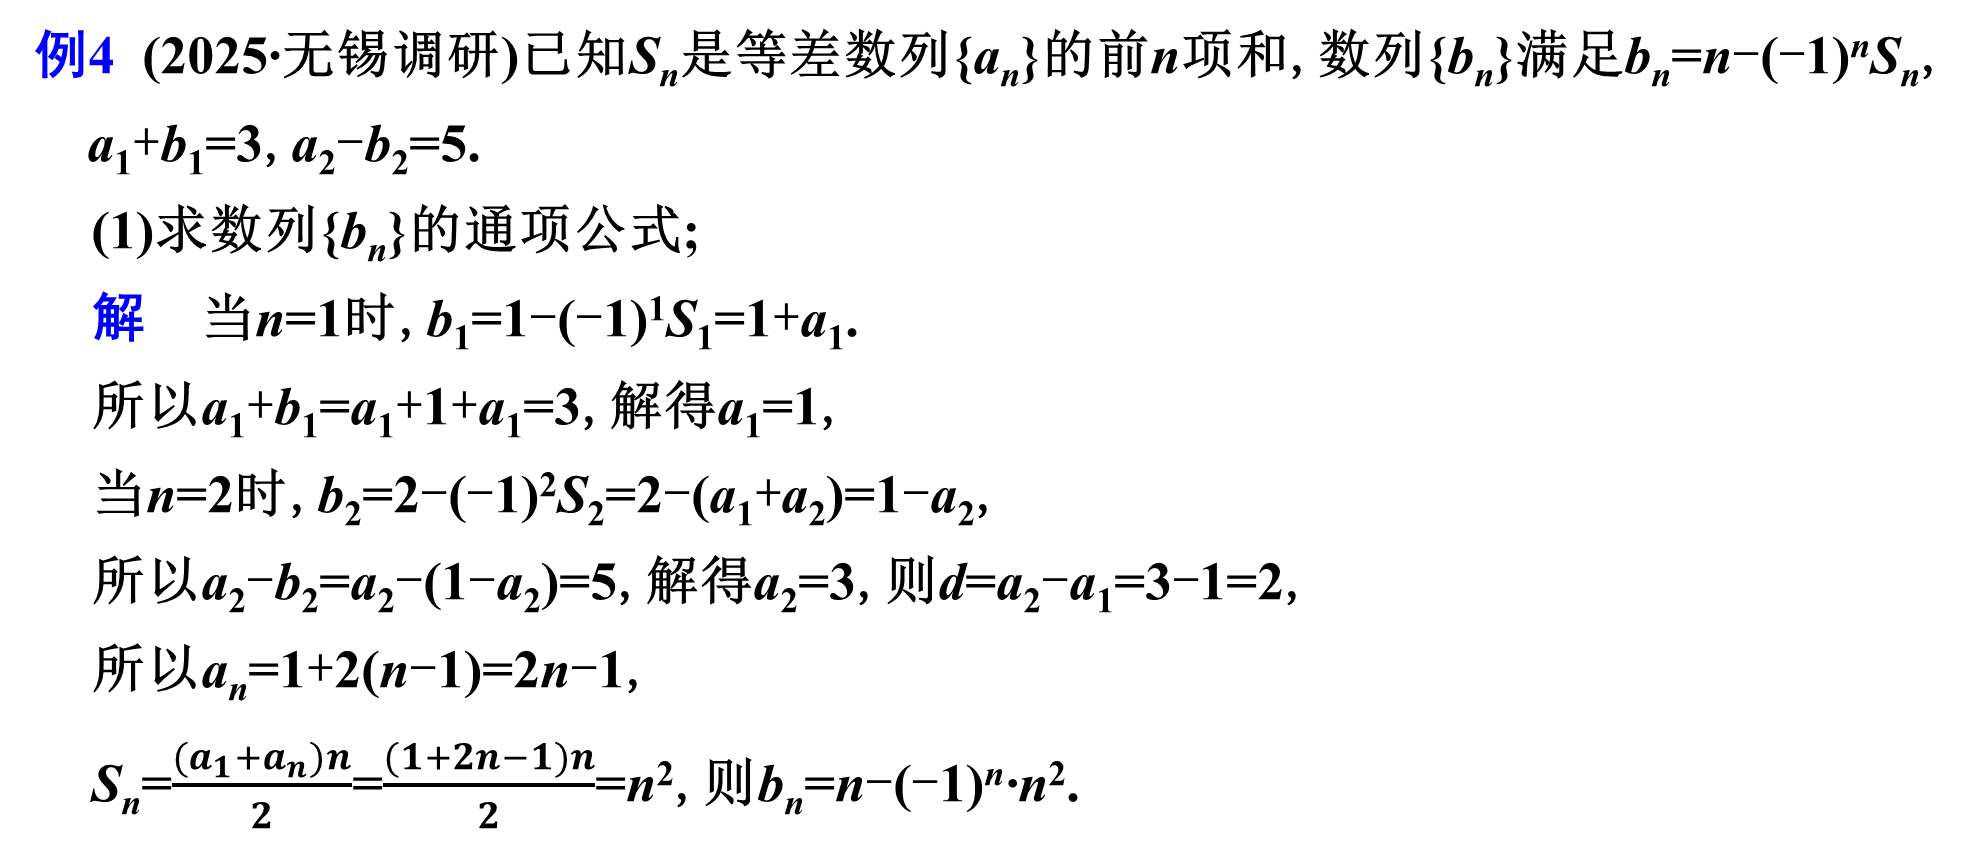 例4 (2025·无锡调研)已知Sₙ是等差数列{aₙ}的前n项和, 数列{bₙ}满足bₙ=n−(−1)ⁿSₙ,
a₁+b₁=3, a₂−b₂=5.
(1)求数列{bₙ}的通项公式;
解 当n=1时, b₁=1−(−1)¹S₁=1+a₁.
所以a₁+b₁=a₁+1+a₁=3, 解得a₁=1,
当n=2时, b₂=2−(−1)²S₂=2−(a₁+a₂)=1−a₂,
所以a₂−b₂=a₂−(1−a₂)=5, 解得a₂=3, 则d=a₂−a₁=3−1=2,
所以aₙ=1+2(n−1)=2n−1,
Sₙ=(a₁+aₙ)n/2=(1+2n−1)n/2=n², 则bₙ=n−(−1)ⁿ·n².